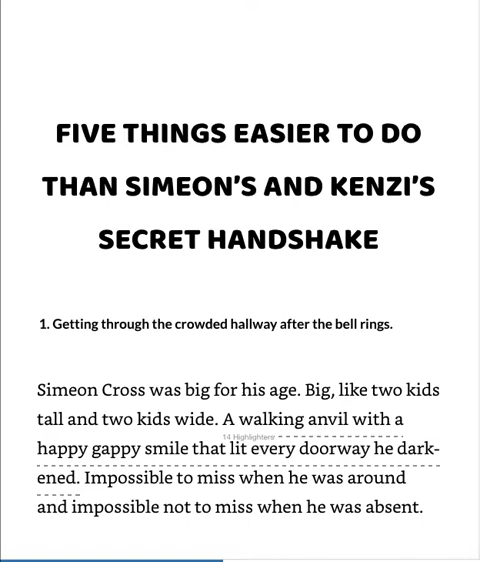 FIVE THINGS EASIER TO DO
THAN SIMEON'S AND KENZI'S
SECRET HANDSHAKE
1. Getting through the crowded hallway after the bell rings.
Simeon Cross was big for his age. Big, like two kids
tall and two kids wide. A walking anvil with a
14 Highlighters
happy gappy smile that lit every doorway he dark-
ened. Impossible to miss when he was around
and impossible not to miss when he was absent.